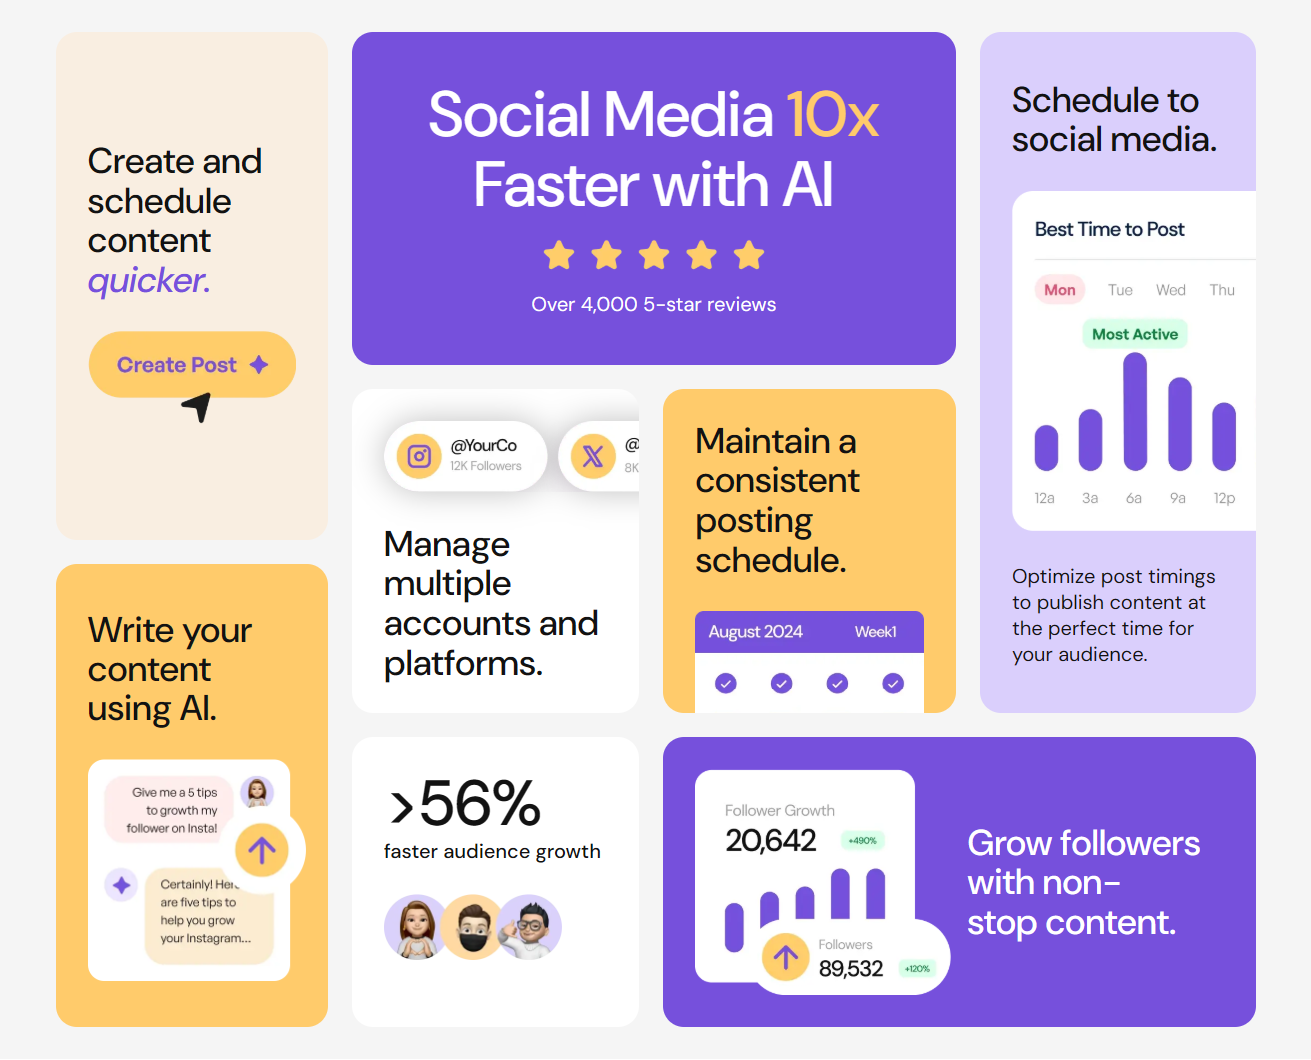 Create and
schedule
content
quicker.
Create Post
Social Media 10x
Faster with AI
Over 4,000 5-star reviews
Schedule to
social media.
Best Time to Post
Mon Tue Wed Thu
Most Active
12a 3a 6a 9a 12p
Optimize post timings
to publish content at
the perfect time for
your audience.
@YourCo
12K Followers
@
8K
Manage
multiple
accounts and
platforms.
Maintain a
consistent
posting
schedule.
August 2024 Week1
Write your
content
using AI.
Give me a 5 tips
to growth my
follower on Insta!
Certainly! Here
are five tips to
help you grow
your Instagram...
>56%
faster audience growth
Follower Growth
20,642 +490%
Followers
89,532 +120%
Grow followers
with non-
stop content.